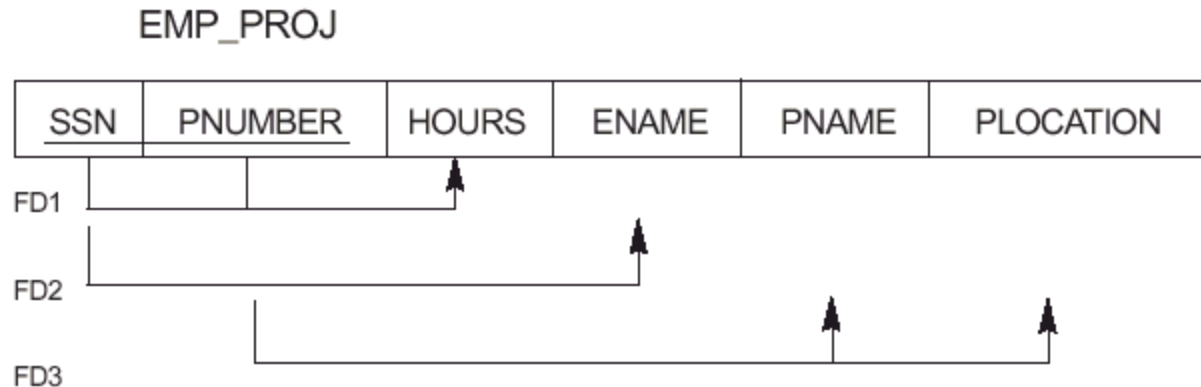 EMP_PROJ
SSN PNUMBER HOURS ENAME PNAME PLOCATION
FD1
FD2
FD3